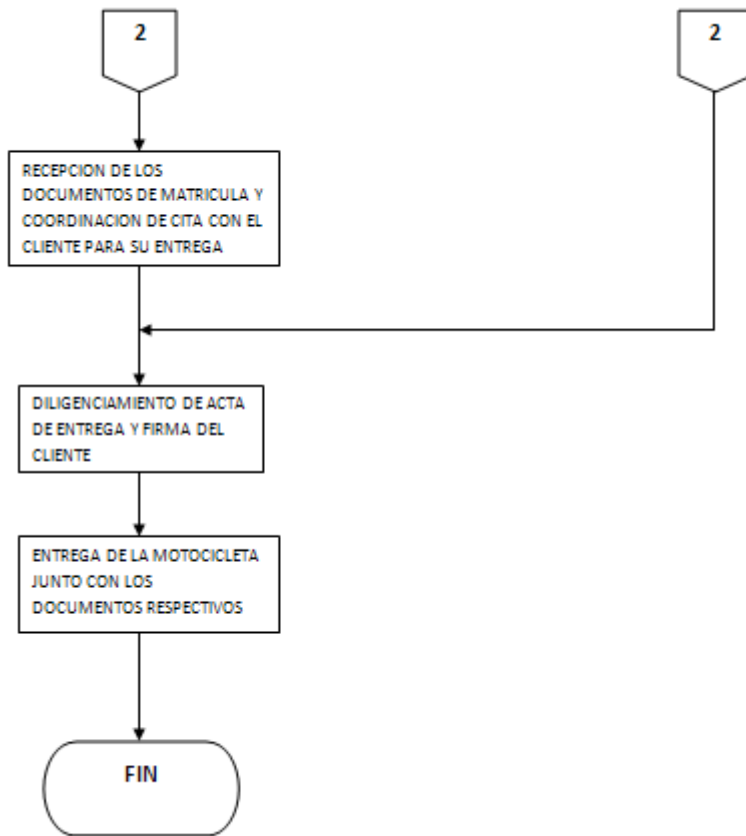 2
2
RECEPCION DE LOS
DOCUMENTOS DE MATRICULA Y
COORDINACION DE CITA CON EL
CLIENTE PARA SU ENTREGA
DILIGENCIAMIENTO DE ACTA
DE ENTREGA Y FIRMA DEL
CLIENTE
ENTREGA DE LA MOTOCICLETA
JUNTO CON LOS
DOCUMENTOS RESPECTIVOS
FIN